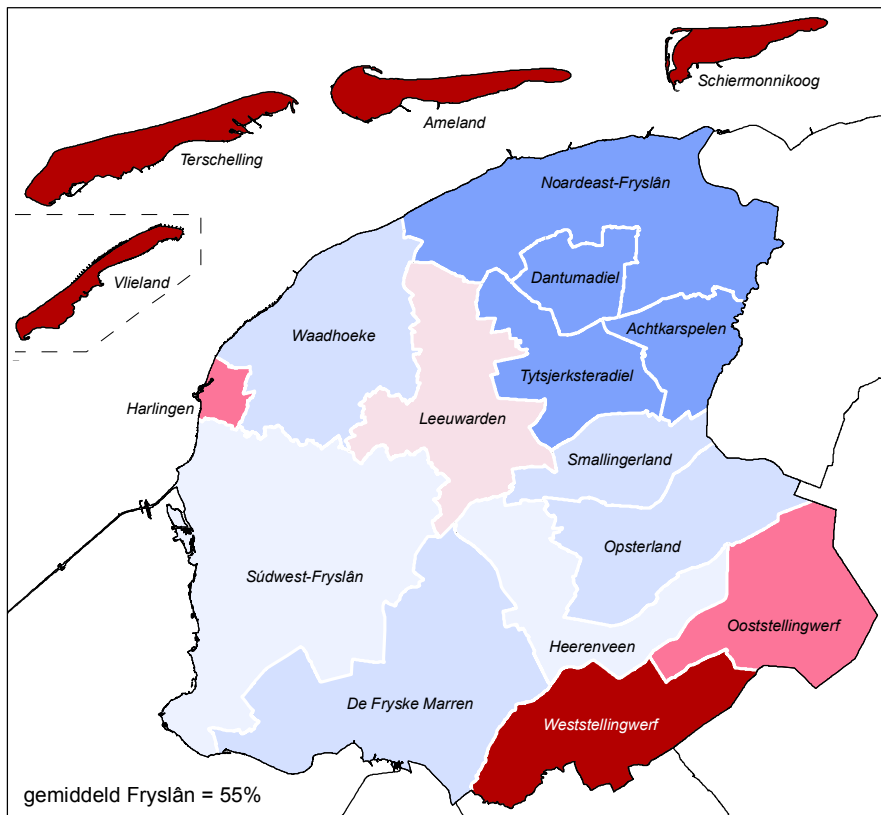 Schiermonnikoog
Ameland
Terschelling
Noardeast-Fryslân
Vlieland
Dantumadiel
Waadhoeke
Achtkarspelen
Tytsjerksteradiel
Harlingen
Leeuwarden
Smallingerland
Opsterland
Súdwest-Fryslân
Ooststellingwerf
Heerenveen
De Fryske Marren
Weststellingwerf
gemiddeld Fryslân = 55%